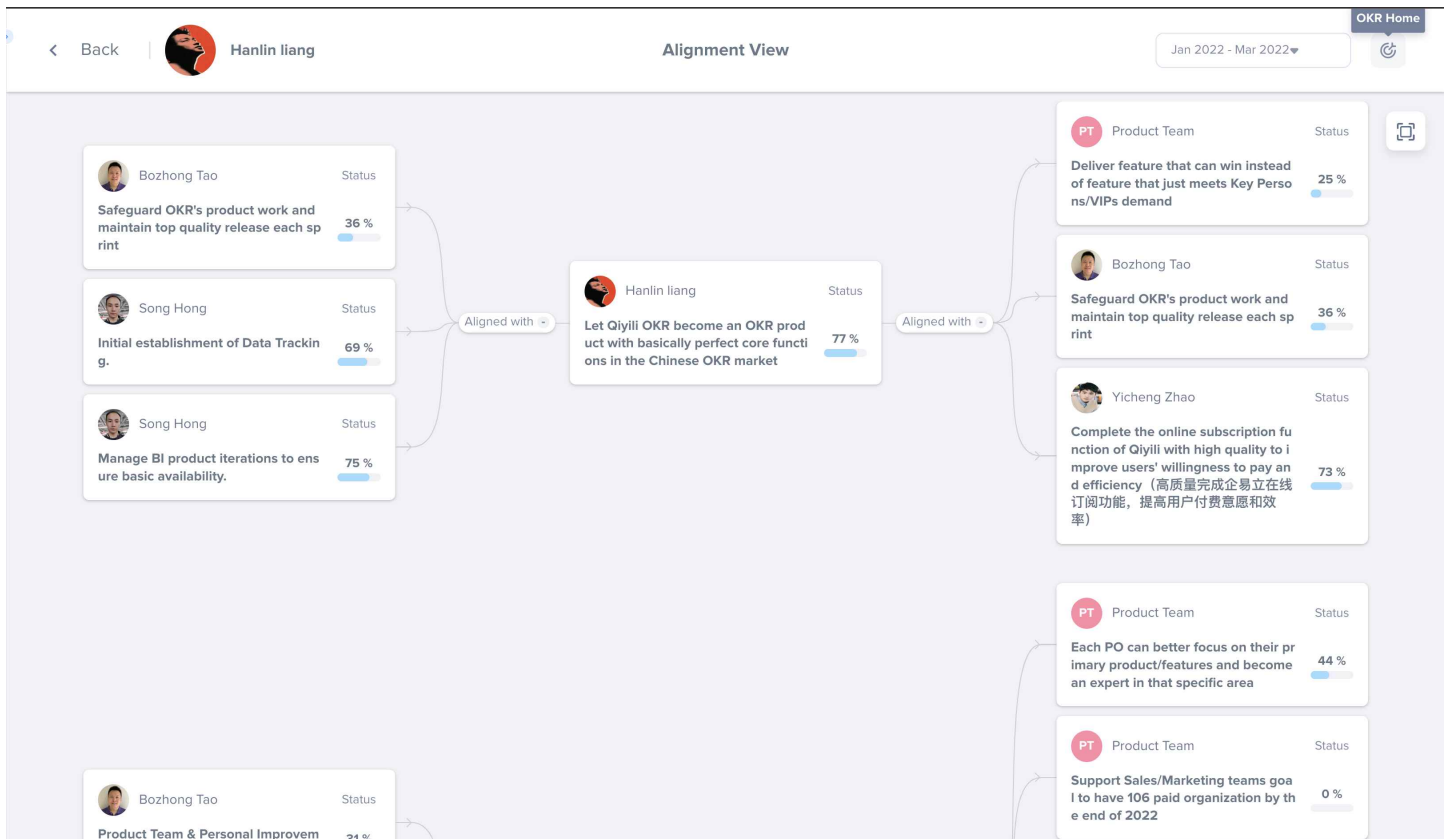 OKR Home
Back
Hanlin liang
Alignment View
Jan 2022 - Mar 2022
Bozhong Tao
Status
Safeguard OKR's product work and
maintain top quality release each sp
rint
36 %
Song Hong
Status
Initial establishment of Data Trackin
g.
69 %
Song Hong
Status
Manage BI product iterations to ens
ure basic availability.
75 %
Aligned with -
Hanlin liang
Status
Let Qiyili OKR become an OKR prod
uct with basically perfect core functi
ons in the Chinese OKR market
77 %
Aligned with -
PT
Product Team
Status
Deliver feature that can win instead
of feature that just meets Key Perso
ns/VIPs demand
25 %
Bozhong Tao
Status
Safeguard OKR's product work and
maintain top quality release each sp
rint
36 %
Yicheng Zhao
Status
Complete the online subscription fu
nction of Qiyili with high quality to i
mprove users' willingness to pay an
d efficiency（高质量完成企易立在线
订阅功能，提高用户付费意愿和效
率）
73 %
PT
Product Team
Status
Each PO can better focus on their pr
imary product/features and become
an expert in that specific area
44 %
PT
Product Team
Status
Support Sales/Marketing teams goa
l to have 106 paid organization by th
e end of 2022
0 %
Bozhong Tao
Status
Product Team & Personal Improvem
31 %